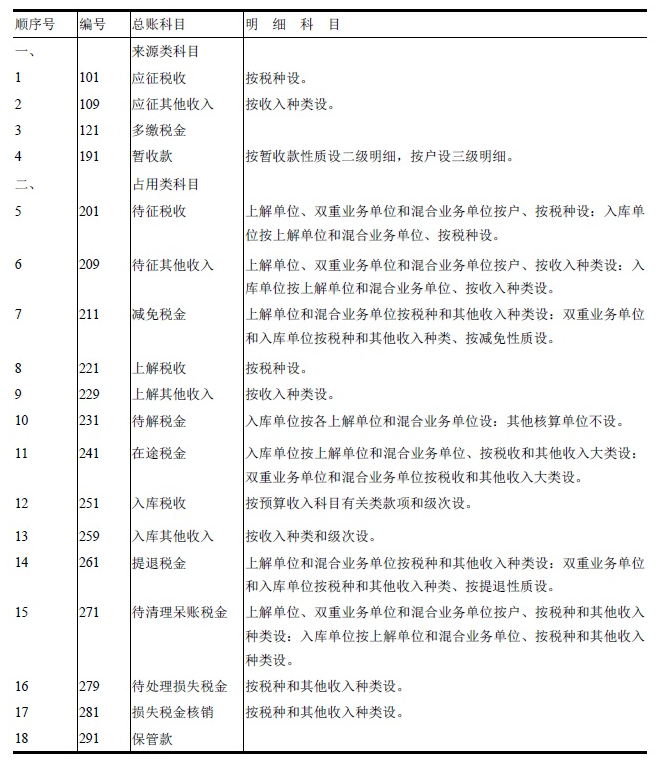 顺序号 编号 总账科目 明 细 科 目
一、 来源类科目
1 101 应征税收 按税种设。
2 109 应征其他收入 按收入种类设。
3 121 多缴税金
4 191 暂收款 按暂收款性质设二级明细，按户设三级明细。
二、 占用类科目
5 201 待征税收 上解单位、双重业务单位和混合业务单位按户、按税种设：入库单
位按上解单位和混合业务单位、按税种设。
6 209 待征其他收入 上解单位、双重业务单位和混合业务单位按户、按收入种类设：入
库单位按上解单位和混合业务单位、按收入种类设。
7 211 减免税金 上解单位和混合业务单位按税种和其他收入种类设：双重业务单位
和入库单位按税种和其他收入种类、按减免性质设。
8 221 上解税收 按税种设。
9 229 上解其他收入 按收入种类设。
10 231 待解税金 入库单位按各上解单位和混合业务单位设：其他核算单位不设。
11 241 在途税金 入库单位按上解单位和混合业务单位、按税收和其他收入大类设：
双重业务单位和混合业务单位按税收和其他收入大类设。
12 251 入库税收 按预算收入科目有关类款项和级次设。
13 259 入库其他收入 按收入种类和级次设。
14 261 提退税金 上解单位和混合业务单位按税种和其他收入种类设：双重业务单位
和入库单位按税种和其他收入种类、按提退性质设。
15 271 待清理呆账税金 上解单位、双重业务单位和混合业务单位按户、按税种和其他收入
种类设：入库单位按上解单位和混合业务单位、按税种和其他收入
种类设。
16 279 待处理损失税金 按税种和其他收入种类设。
17 281 损失税金核销 按税种和其他收入种类设。
18 291 保管款